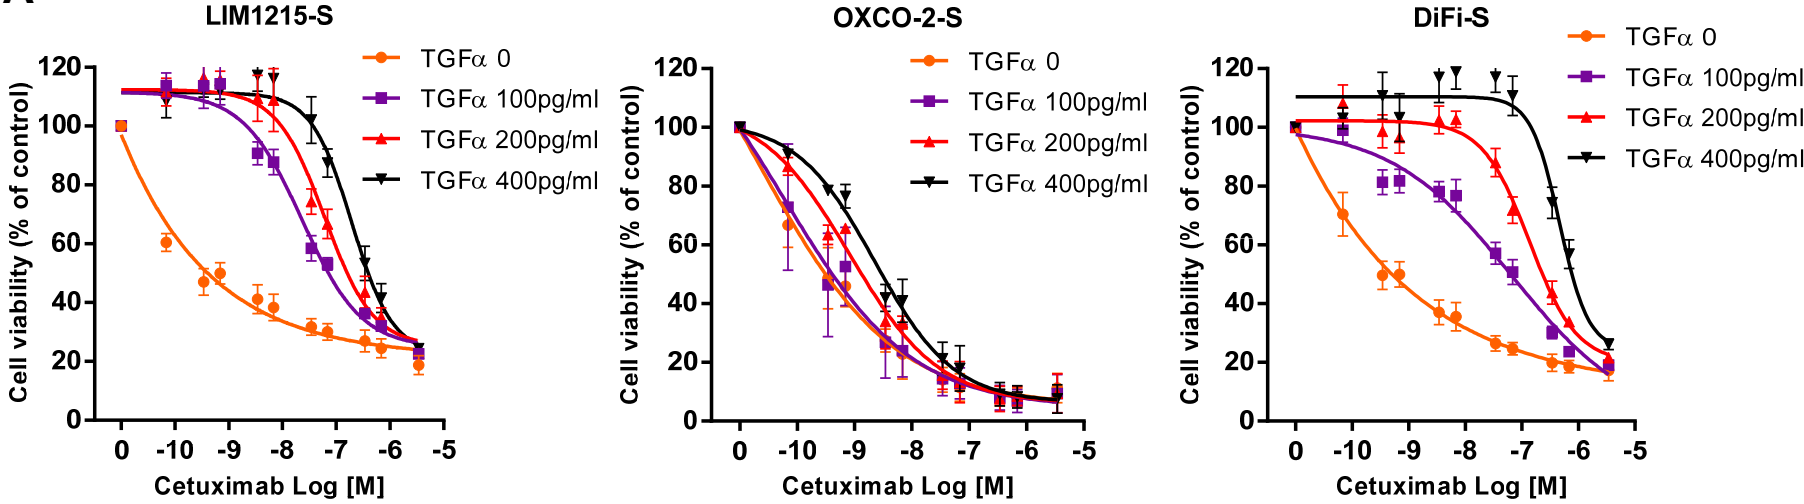 LIM1215-S
TGFα 0
TGFα 100pg/ml
TGFα 200pg/ml
TGFα 400pg/ml
Cell viability (% of control)
120
100
80
60
40
20
0
0 -10 -9 -8 -7 -6 -5
Cetuximab Log [M]
OXCO-2-S
TGFα 0
TGFα 100pg/ml
TGFα 200pg/ml
TGFα 400pg/ml
Cell viability (% of control)
120
100
80
60
40
20
0
0 -10 -9 -8 -7 -6 -5
Cetuximab Log [M]
DiFi-S
TGFα 0
TGFα 100pg/ml
TGFα 200pg/ml
TGFα 400pg/ml
Cell viability (% of control)
120
100
80
60
40
20
0
0 -10 -9 -8 -7 -6 -5
Cetuximab Log [M]